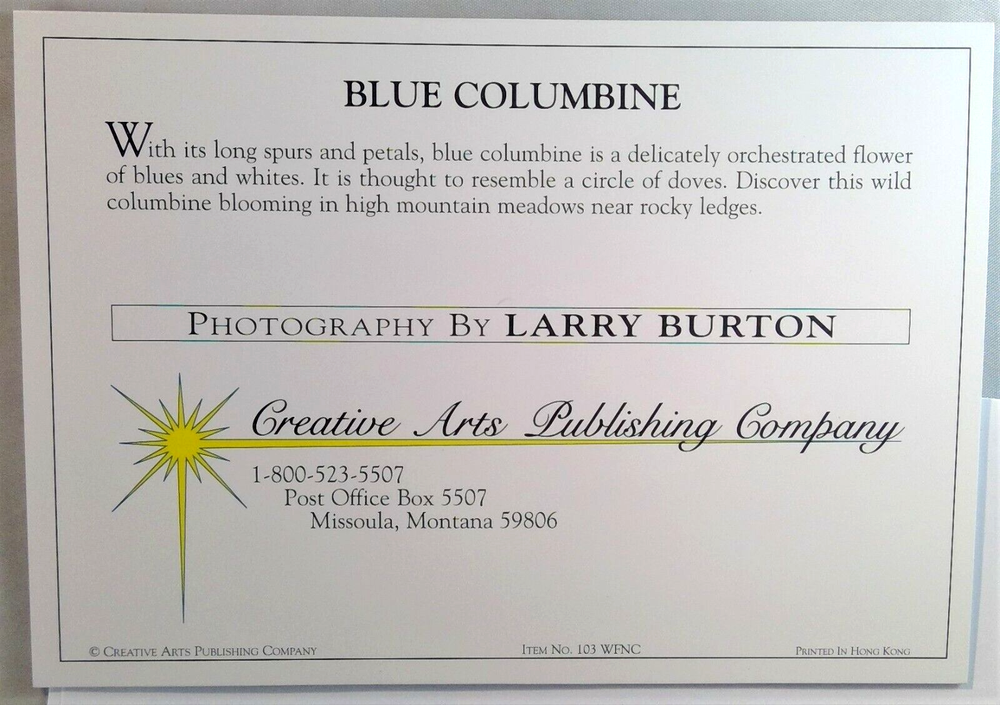 BLUE COLUMBINE
With its long spurs and petals, blue columbine is a delicately orchestrated flower
of blues and whites. It is thought to resemble a circle of doves. Discover this wild
columbine blooming in high mountain meadows near rocky ledges.
PHOTOGRAPHY BY LARRY BURTON
Creative Arts Publishing Company
1-800-523-5507
Post Office Box 5507
Missoula, Montana 59806
© CREATIVE ARTS PUBLISHING COMPANY
ITEM NO. 103 WFNC
PRINTED IN HONG KONG